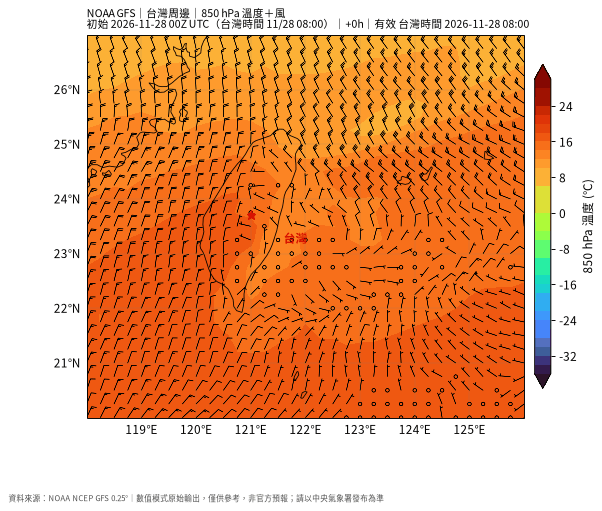 NOAA GFS｜台灣周邊｜850 hPa 溫度＋風
初始 2026-11-28 00Z UTC（台灣時間 11/28 08:00）｜+0h｜有效 台灣時間 2026-11-28 08:00
26°N
25°N
24°N
23°N
22°N
21°N
119°E 120°E 121°E 122°E 123°E 124°E 125°E
台灣
24
16
8
0
-8
-16
-24
-32
850 hPa 溫度 (°C)
資料來源：NOAA NCEP GFS 0.25°｜數值模式原始輸出，僅供參考，非官方預報；請以中央氣象署發布為準